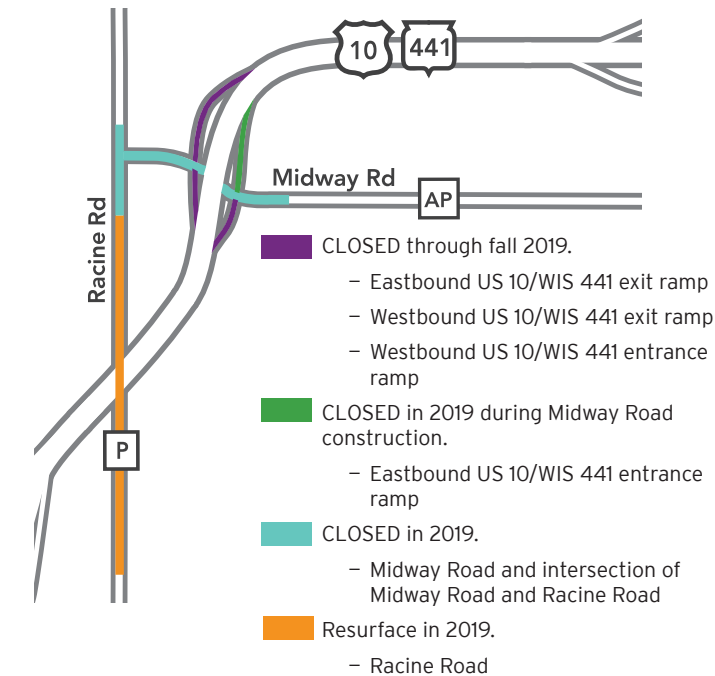 10
441
Midway Rd
AP
Racine Rd
P
CLOSED through fall 2019.
– Eastbound US 10/WIS 441 exit ramp
– Westbound US 10/WIS 441 exit ramp
– Westbound US 10/WIS 441 entrance
ramp
CLOSED in 2019 during Midway Road
construction.
– Eastbound US 10/WIS 441 entrance
ramp
CLOSED in 2019.
– Midway Road and intersection of
Midway Road and Racine Road
Resurface in 2019.
– Racine Road